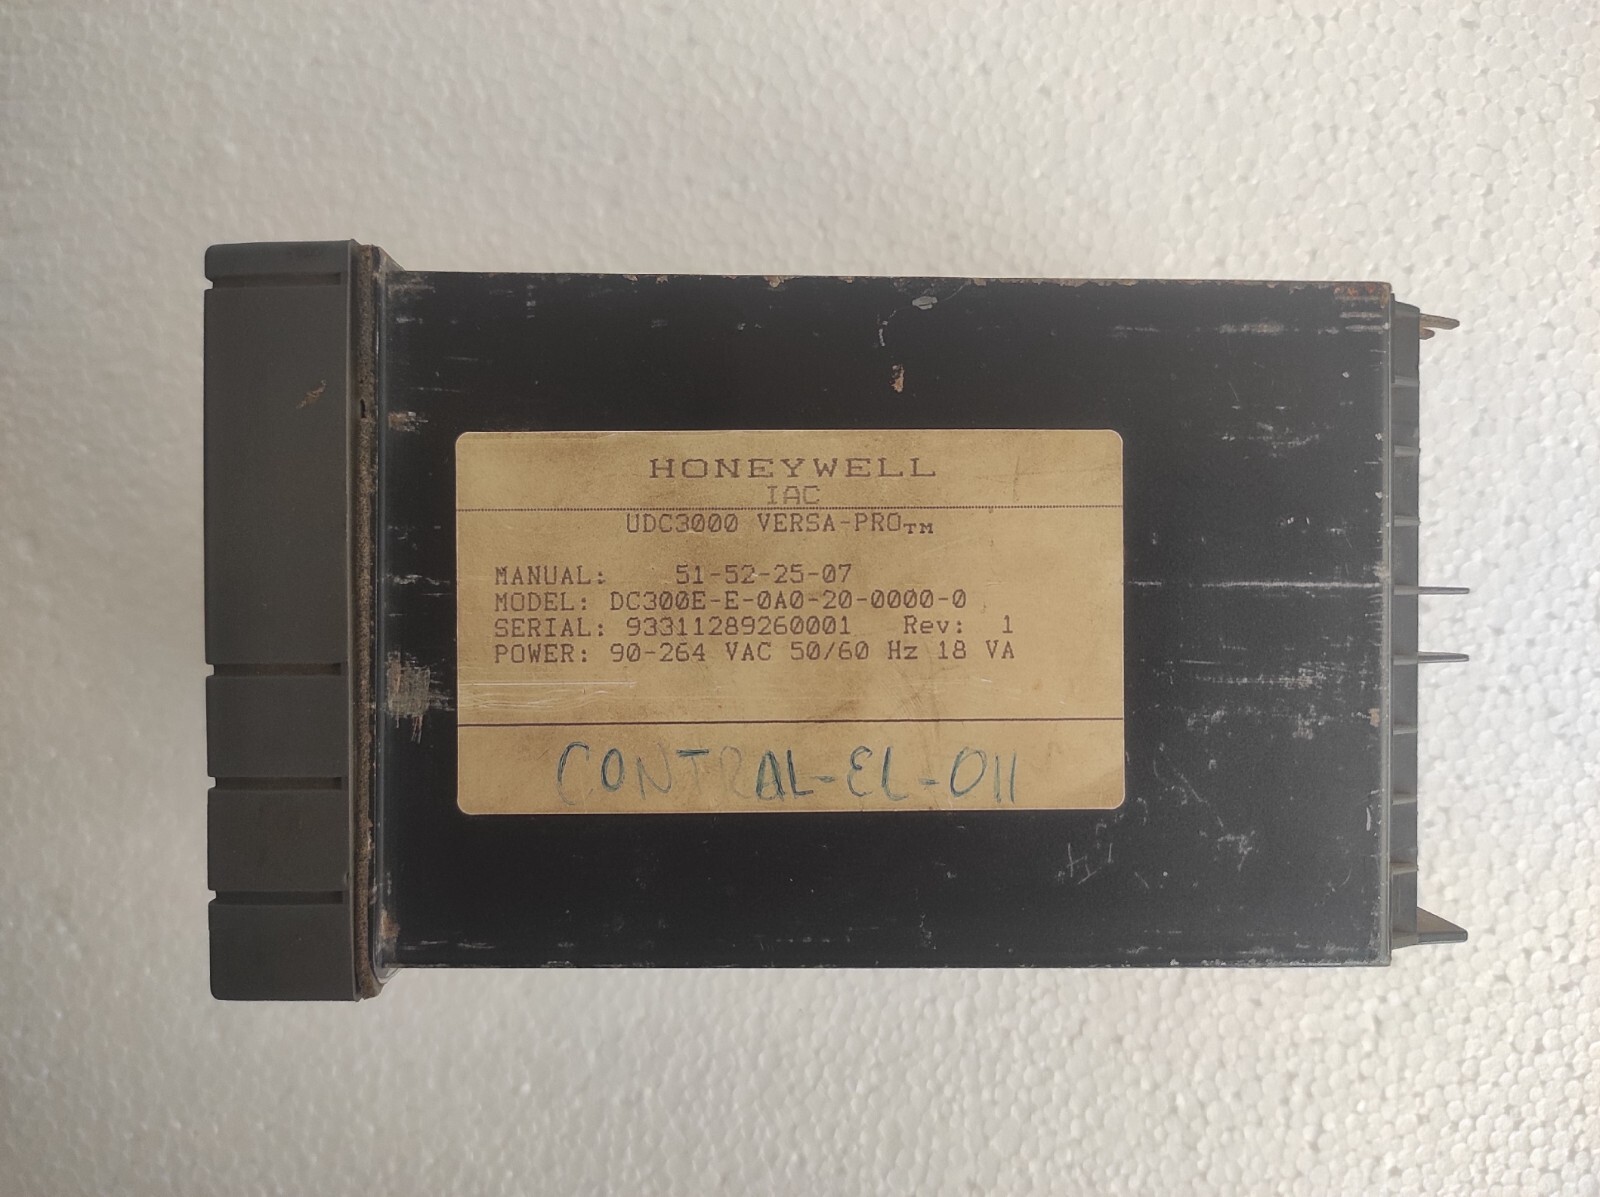 HONEYWELL
IAC
UDC3000 VERSA-PRO™
MANUAL: 51-52-25-07
MODEL: DC300E-E-0A0-20-0000-0
SERIAL: 93311289260001 Rev: 1
POWER: 90-264 VAC 50/60 Hz 18 VA
CONTRAL-EL-011